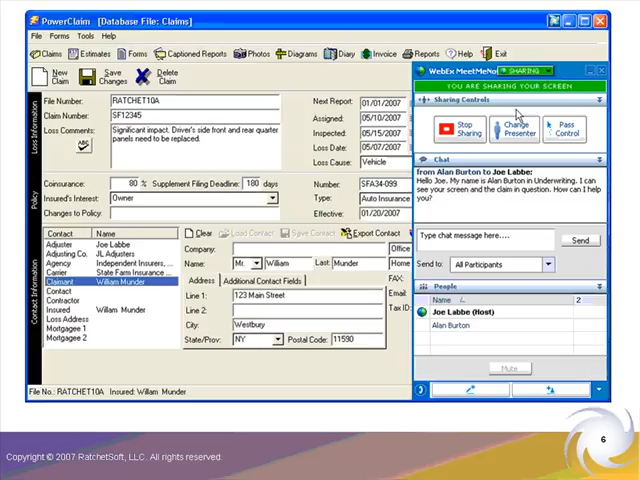 PowerClaim [Database File: Claims]
File Forms Window Help
Claims Estimates Forms Captioned Reports Photos Diagrams Diary Invoice Reports Help Exit
New Claim
Save Changes
Delete Claim
Loss Information
File Number: RATCHET10A
Claim Number: SF12345
Loss Comments: Significant impact. Driver's side front and rear quarter
panels need to be replaced.
ABC
Next Report: 01/01/2007
Assigned: 05/10/2007
Inspected: 05/15/2007
Loss Date: 05/07/2007
Loss Cause: Vehicle
Policy
Coinsurance: 80 % Supplement Filing Deadline: 180 days
Insured's Interest: Owner
Changes to Policy:
Number: SFA34-099
Type: Auto Insurance
Effective: 01/20/2007
Contact Information
Contact Name
Adjuster Joe Labbe
Adjusting Co. JL Adjusters
Agency Independent Insurers, ...
Carrier State Farm Insurance ...
Claimant William Munder
Contact
Contractor
Insured William Munder
Loss Address
Mortgagee 1
Mortgagee 2
Clear Load Contact Save Contact Export Contact
Company:
Name: Mr. William Last: Munder
Office
Home
FAX:
Email:
Tax ID:
Address Additional Contact Fields
Line 1: 123 Main Street
Line 2:
City: Westbury
State/Prov: NY Postal Code: 11590
File No.: RATCHET10A Insured: Willam Munder
WebEx MeetMeNow
SHARING
YOU ARE SHARING YOUR SCREEN
Sharing Controls
Stop Sharing
Change Presenter
Pass Control
Chat
from Alan Burton to Joe Labbe:
Hello Joe. My name is Alan Burton in Underwriting. I can
see your screen and the claim in question. How can I help
you?
Type chat message here....
Send
Send to: All Participants
People
Name 2
Joe Labbe (Host)
Alan Burton
Mute
6
Copyright © 2007 RatchetSoft, LLC. All rights reserved.